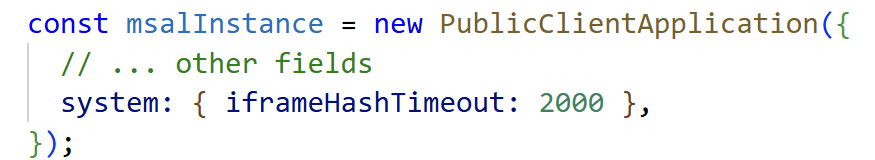 const msalInstance = new PublicClientApplication({
  // ... other fields
  system: { iframeHashTimeout: 2000 },
});